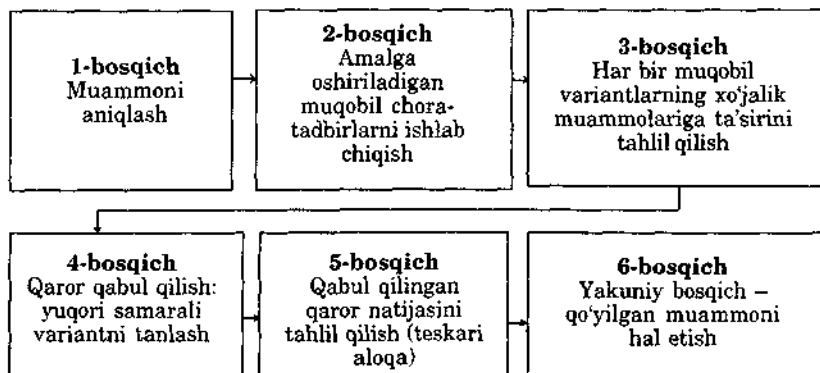 1-bosqich
Muammoni
aniqlash
2-bosqich
Amalga
oshiriladigan
muqobil chora-
tadbirlarni ishlab
chiqish
3-bosqich
Har bir muqobil
variantlarning xo‘jalik
muammolariga ta’sirini
tahlil qilish
4-bosqich
Qaror qabul qilish:
yuqori samarali
variantni tanlash
5-bosqich
Qabul qilingan
qaror natijasini
tahlil qilish (teskari
aloqa)
6-bosqich
Yakuniy bosqich –
qo‘yilgan muammoni
hal etish